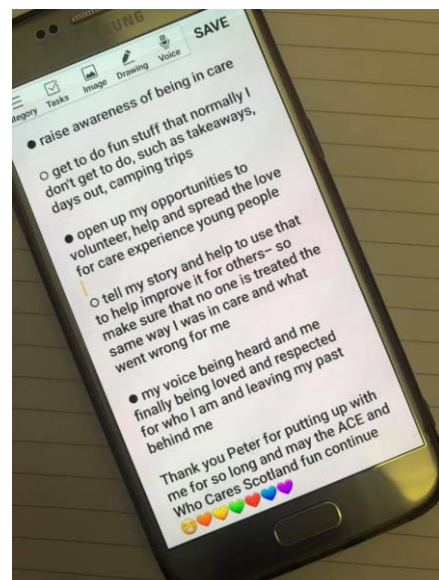 SAVE
Tasks
Image
Drawing
Voice
● raise awareness of being in care
○ get to do fun stuff that normally I
don't get to do, such as takeaways,
days out, camping trips
● open up my opportunities to
volunteer, help and spread the love
for care experience young people
○ tell my story and help to use that
to help improve it for others– so
make sure that no one is treated the
same way I was in care and what
went wrong for me
● my voice being heard and me
finally being loved and respected
for who I am and leaving my past
behind me
Thank you Peter for putting up with
me for so long and may the ACE and
Who Cares Scotland fun continue
😁🧡💛💚❤️💙💜